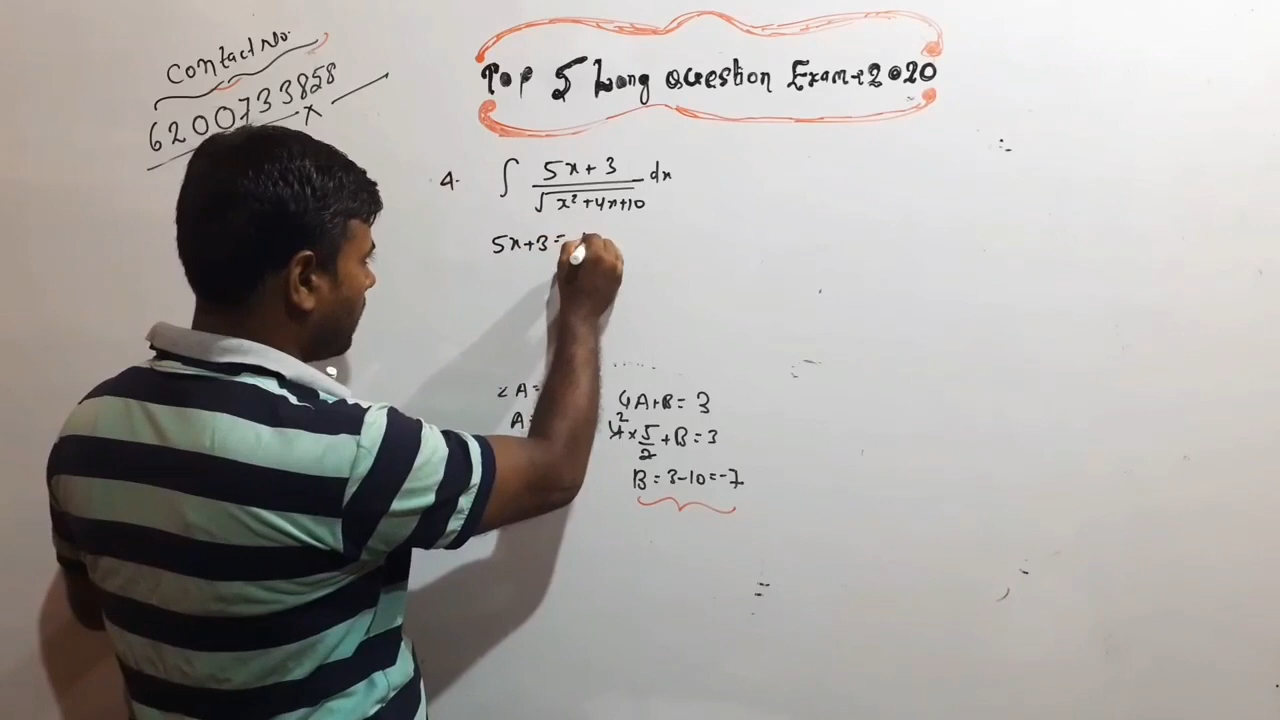 Contact No.
6200733858
x
Top 5 Long Question Exam-2020
4. ∫ 5x+3 / √x²+4x+10 dx
5x+3=
2A=
A=
4A+B=3
4 2 × 5/2 +B=3
B=3-10=-7